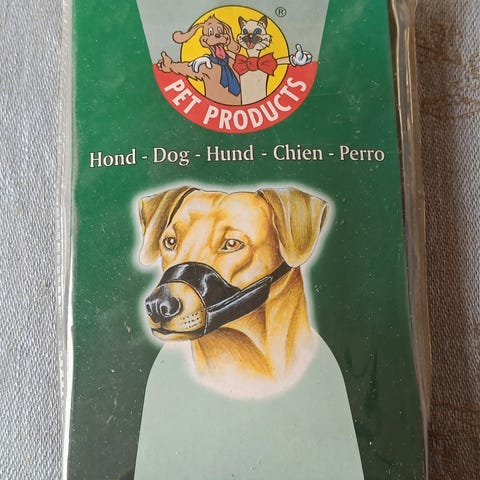 ®
PET PRODUCTS
Hond - Dog - Hund - Chien - Perro